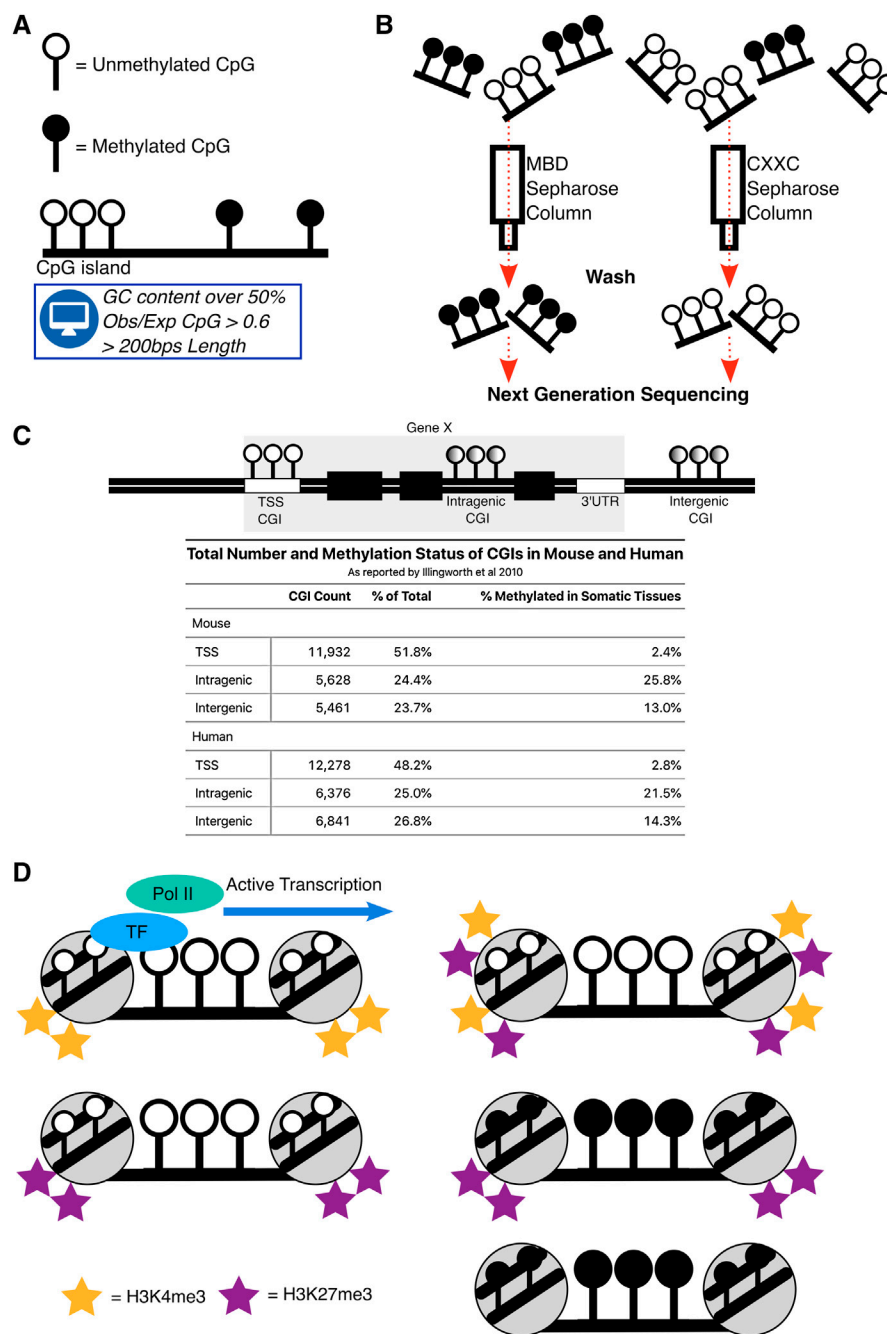 A
= Unmethylated CpG
= Methylated CpG
CpG island
GC content over 50%
Obs/Exp CpG > 0.6
> 200bps Length
B
MBD
Sepharose
Column
CXXC
Sepharose
Column
Wash
Next Generation Sequencing
C
Gene X
TSS
CGI
Intragenic
CGI
3'UTR
Intergenic
CGI
Total Number and Methylation Status of CGIs in Mouse and Human
As reported by Illingworth et al 2010
CGI Count % of Total % Methylated in Somatic Tissues
Mouse
TSS 11,932 51.8% 2.4%
Intragenic 5,628 24.4% 25.8%
Intergenic 5,461 23.7% 13.0%
Human
TSS 12,278 48.2% 2.8%
Intragenic 6,376 25.0% 21.5%
Intergenic 6,841 26.8% 14.3%
D
Pol II
TF
Active Transcription
= H3K4me3
= H3K27me3